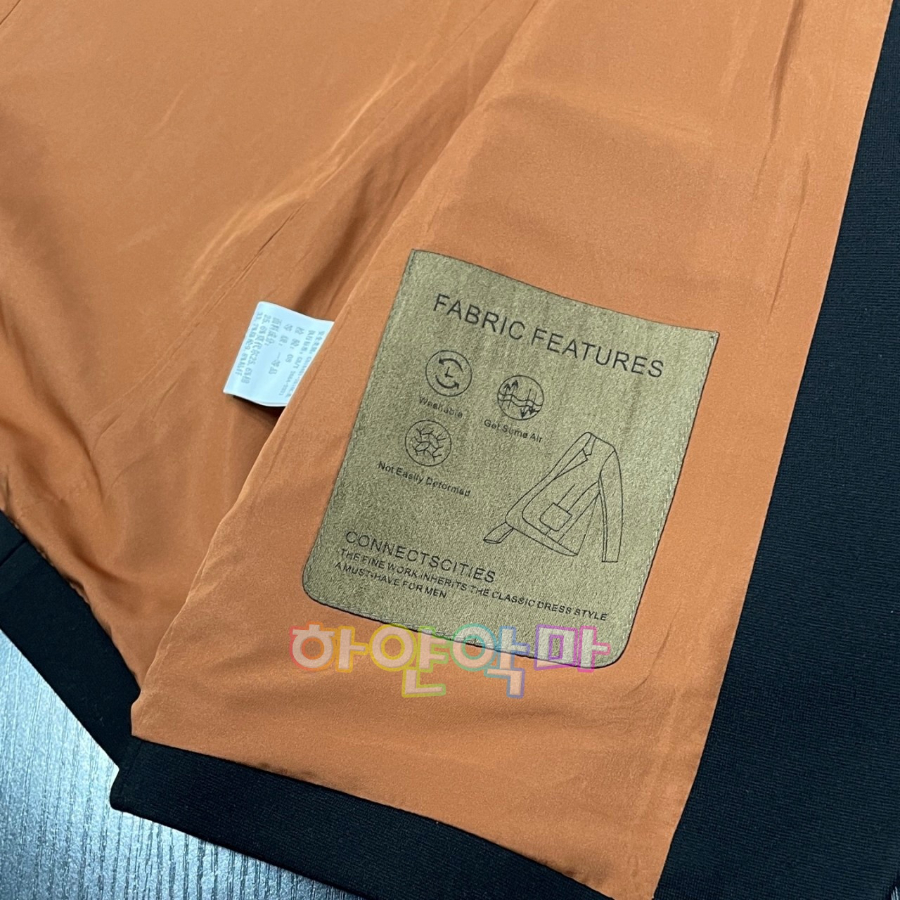 FABRIC FEATURES
Washable
Get Some Air
Not Easily Deformed
CONNECTSCITIES
THE FINE WORK INHERITS THE CLASSIC DRESS STYLE
A MUST-HAVE FOR MEN
하얀악마